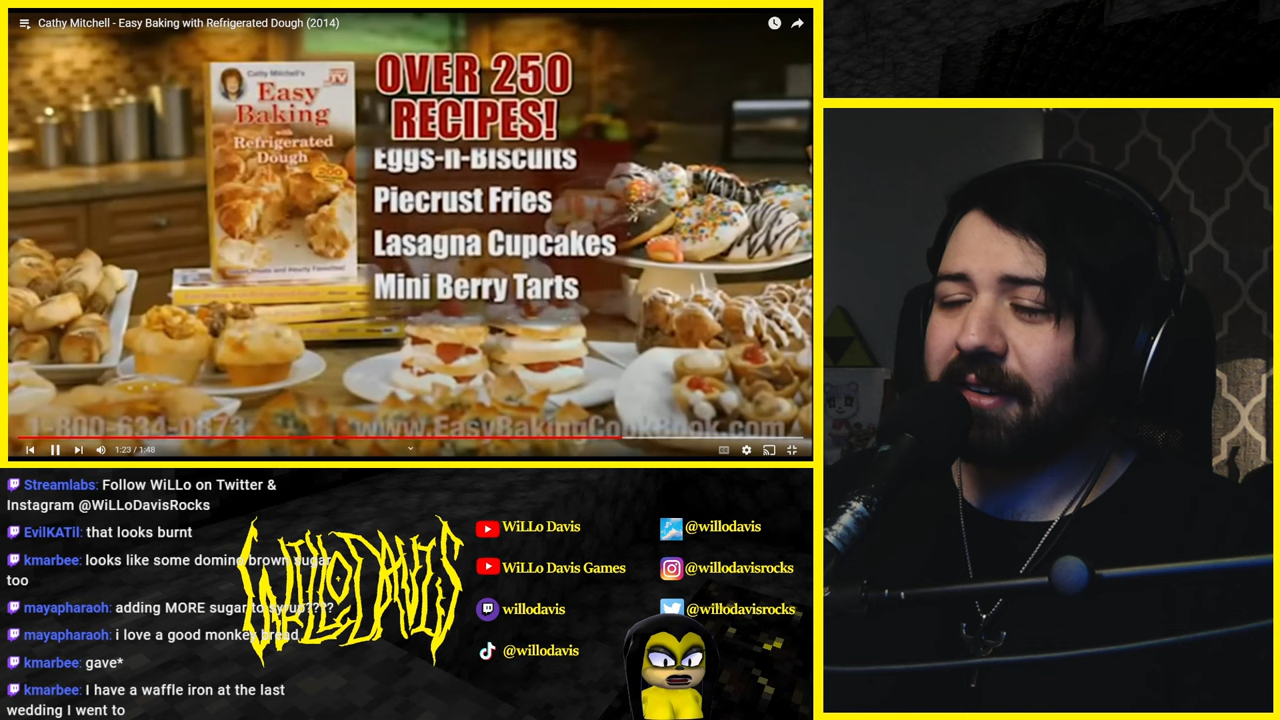 Cathy Mitchell - Easy Baking with Refrigerated Dough (2014)
OVER 250
RECIPES!
Cathy Mitchell's
Easy
Baking
with
Refrigerated
Dough
Eggs-n-Biscuits
Piecrust Fries
Lasagna Cupcakes
Mini Berry Tarts
1-800-634-0873
www.EasyBakingCookBook.com
1:23 / 1:48
Streamlabs: Follow WiLLo on Twitter &
Instagram @WiLLoDavisRocks
EvilKATil: that looks burnt
kmarbee: looks like some doming brown sugar
too
mayapharaoh: adding MORE sugar to syrup????
mayapharaoh: i love a good monkey bread
kmarbee: gave*
kmarbee: I have a waffle iron at the last
wedding I went to
WILLO DAVIS
WiLLo Davis
WiLLo Davis Games
willodavis
@willodavis
@willodavis
@willodavisrocks
@willodavisrocks